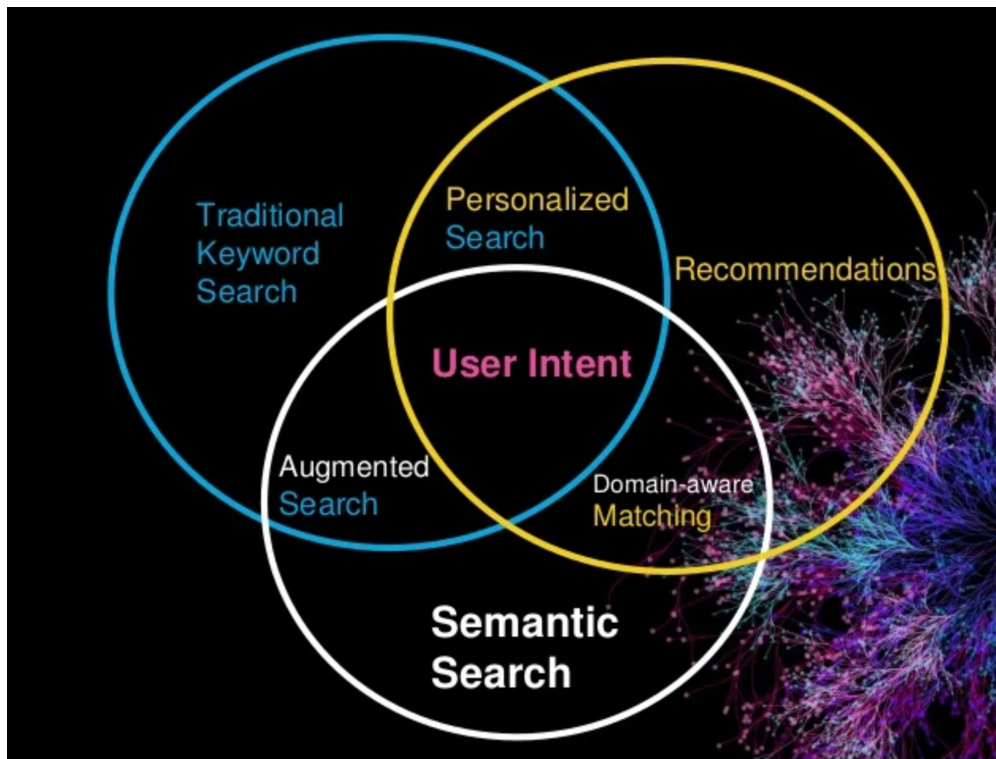 Traditional
Keyword
Search
Personalized
Search
Recommendations
User Intent
Augmented
Search
Domain-aware
Matching
Semantic
Search